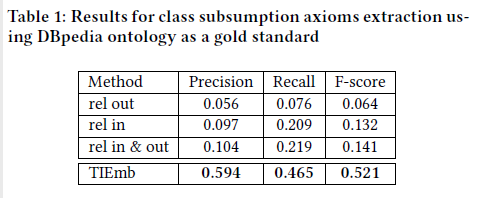 Table 1: Results for class subsumption axioms extraction us-
ing DBpedia ontology as a gold standard
Method Precision Recall F-score
rel out 0.056 0.076 0.064
rel in 0.097 0.209 0.132
rel in & out 0.104 0.219 0.141
TIEmb 0.594 0.465 0.521